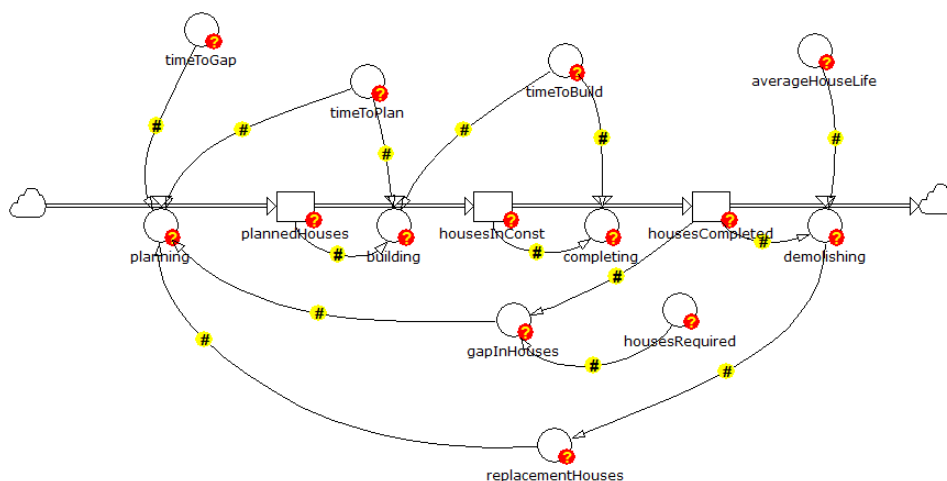 timeToGap
timeToPlan
timeToBuild
averageHouseLife
#
#
#
#
#
#
plannedHouses
housesInConst
housesCompleted
planning
#
building
#
completing
#
demolishing
#
#
gapInHouses
housesRequired
#
#
#
replacementHouses
?
?
?
?
?
?
?
?
?
?
?
?
?
?